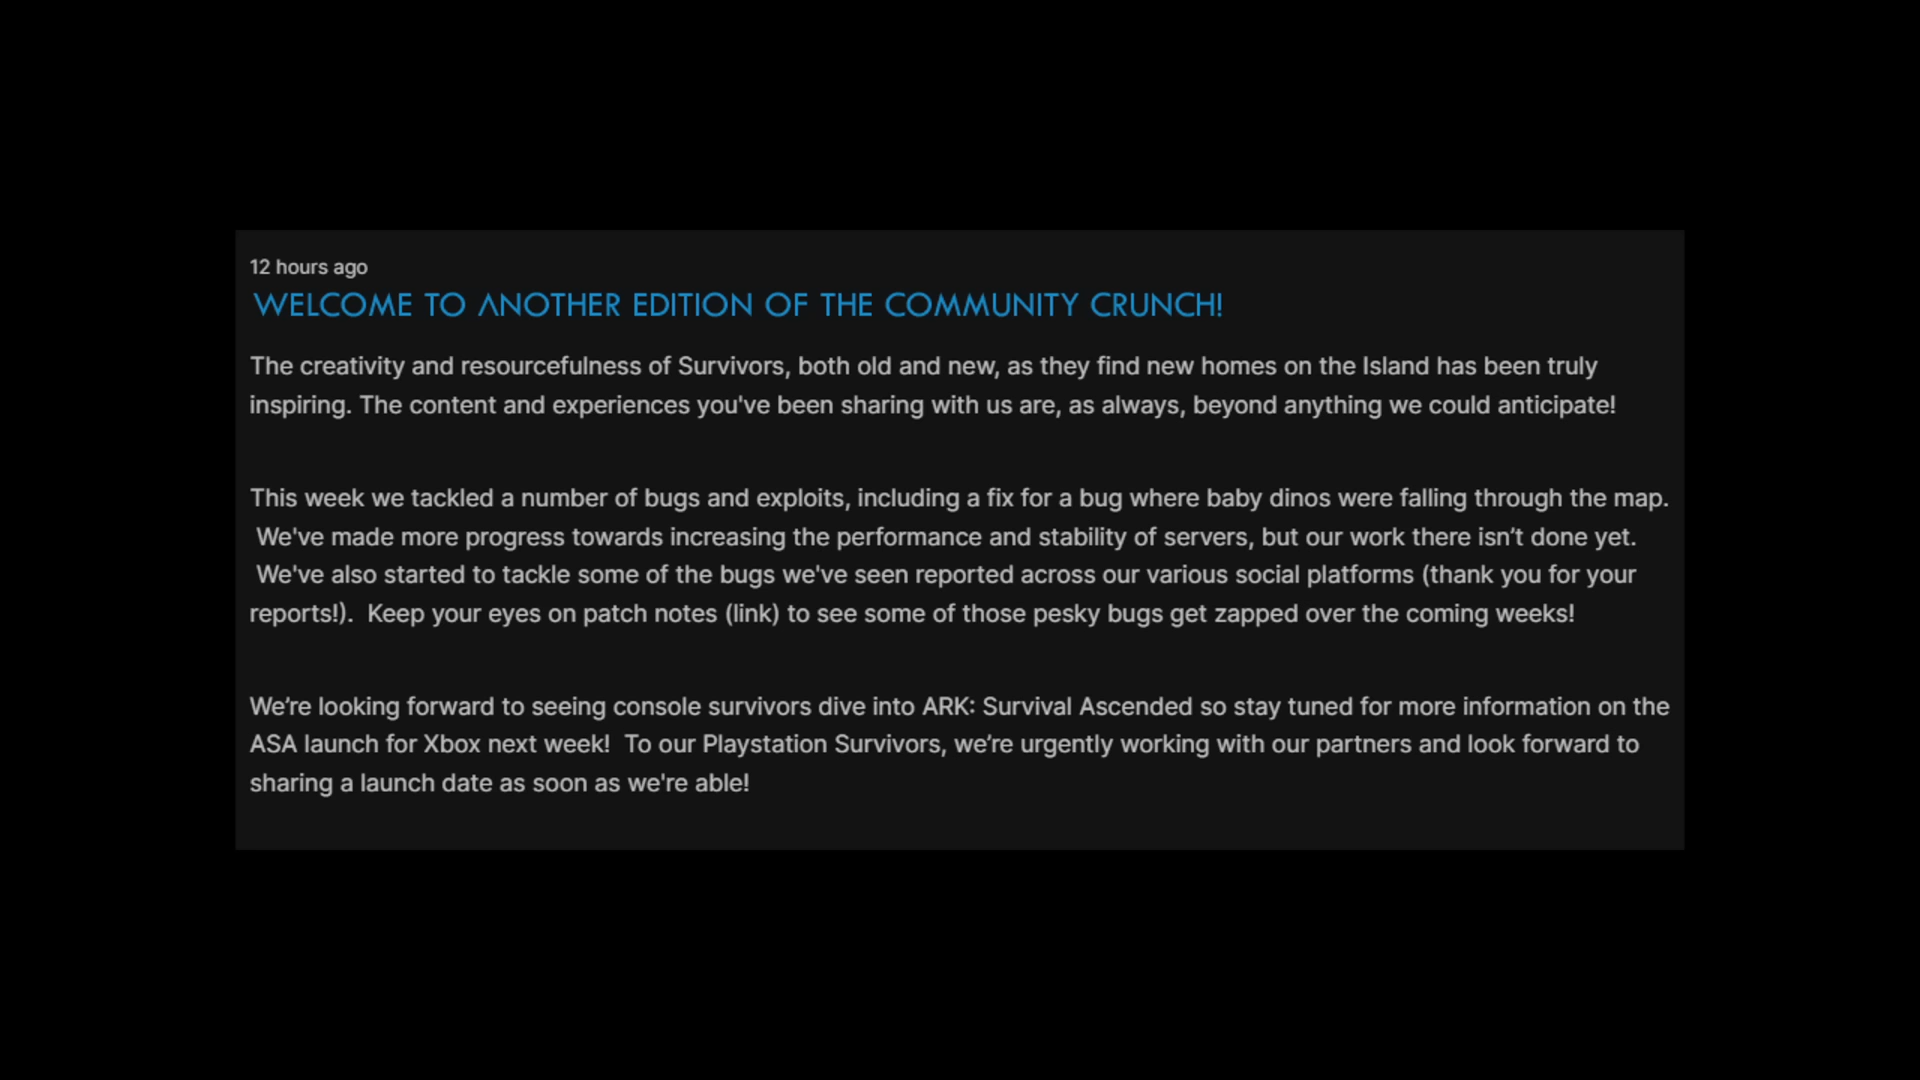 12 hours ago
WELCOME TO ANOTHER EDITION OF THE COMMUNITY CRUNCH!
The creativity and resourcefulness of Survivors, both old and new, as they find new homes on the Island has been truly
inspiring. The content and experiences you've been sharing with us are, as always, beyond anything we could anticipate!
This week we tackled a number of bugs and exploits, including a fix for a bug where baby dinos were falling through the map.
We've made more progress towards increasing the performance and stability of servers, but our work there isn’t done yet.
We've also started to tackle some of the bugs we've seen reported across our various social platforms (thank you for your
reports!).  Keep your eyes on patch notes (link) to see some of those pesky bugs get zapped over the coming weeks!
We’re looking forward to seeing console survivors dive into ARK: Survival Ascended so stay tuned for more information on the
ASA launch for Xbox next week!  To our Playstation Survivors, we’re urgently working with our partners and look forward to
sharing a launch date as soon as we're able!